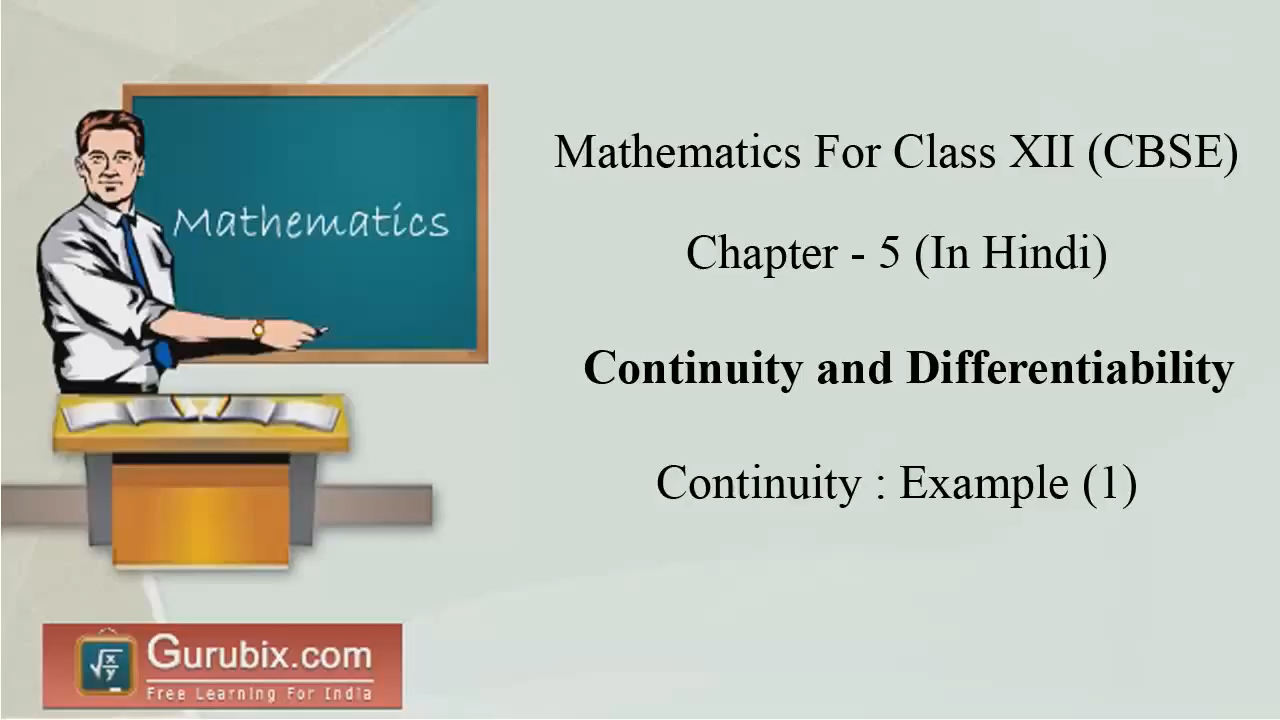 Mathematics
Mathematics For Class XII (CBSE)
Chapter - 5 (In Hindi)
Continuity and Differentiability
Continuity : Example (1)
√x/y
Gurubix.com
Free Learning For India